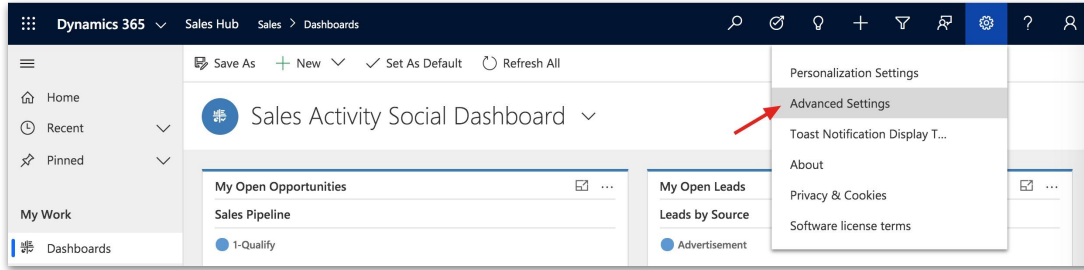 Dynamics 365 Sales Hub Sales > Dashboards ?
Save As + New Set As Default Refresh All
Home
Recent
Pinned
My Work
Dashboards
Sales Activity Social Dashboard
My Open Opportunities ...
Sales Pipeline
1-Qualify
My Open Leads
Leads by Source
Advertisement
...
Personalization Settings
Advanced Settings
Toast Notification Display T...
About
Privacy & Cookies
Software license terms